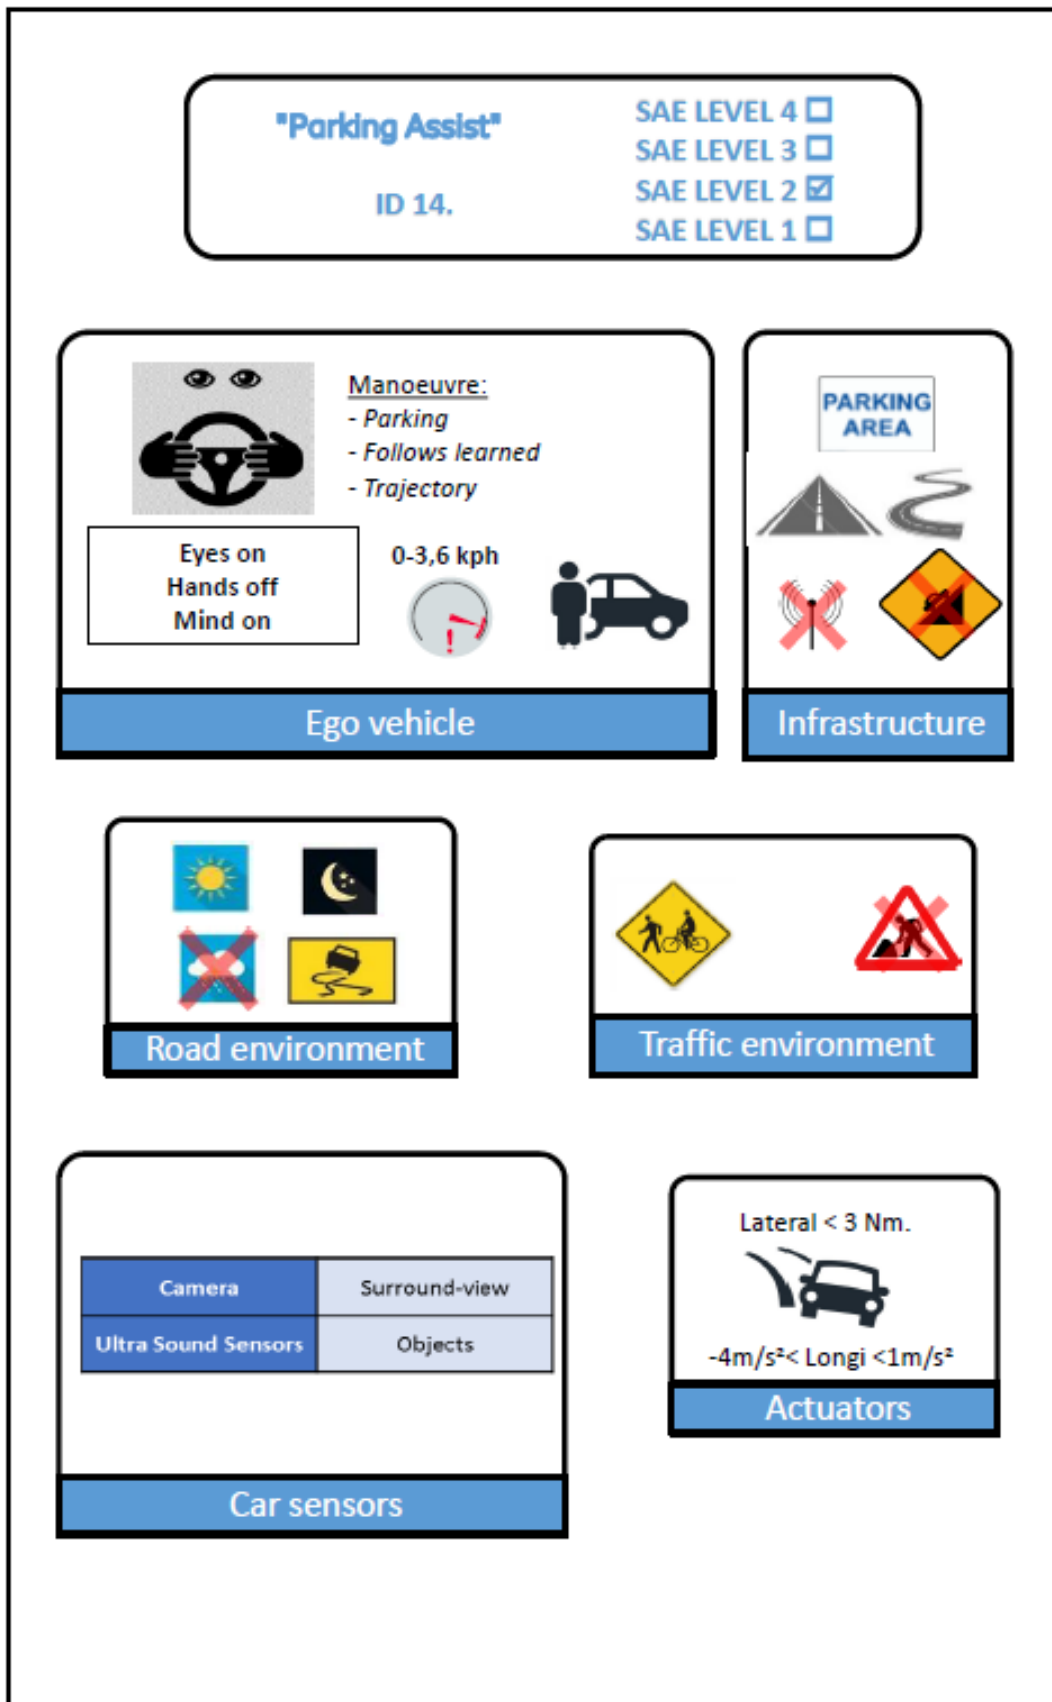 "Parking Assist"
ID 14.
SAE LEVEL 4 ☐
SAE LEVEL 3 ☐
SAE LEVEL 2 ☑
SAE LEVEL 1 ☐
Manoeuvre:
- Parking
- Follows learned
- Trajectory
Eyes on
Hands off
Mind on
0-3,6 kph
Ego vehicle
PARKING
AREA
Infrastructure
Road environment
Traffic environment
Camera Surround-view
Ultra Sound Sensors Objects
Car sensors
Lateral < 3 Nm.
-4m/s²< Longi <1m/s²
Actuators